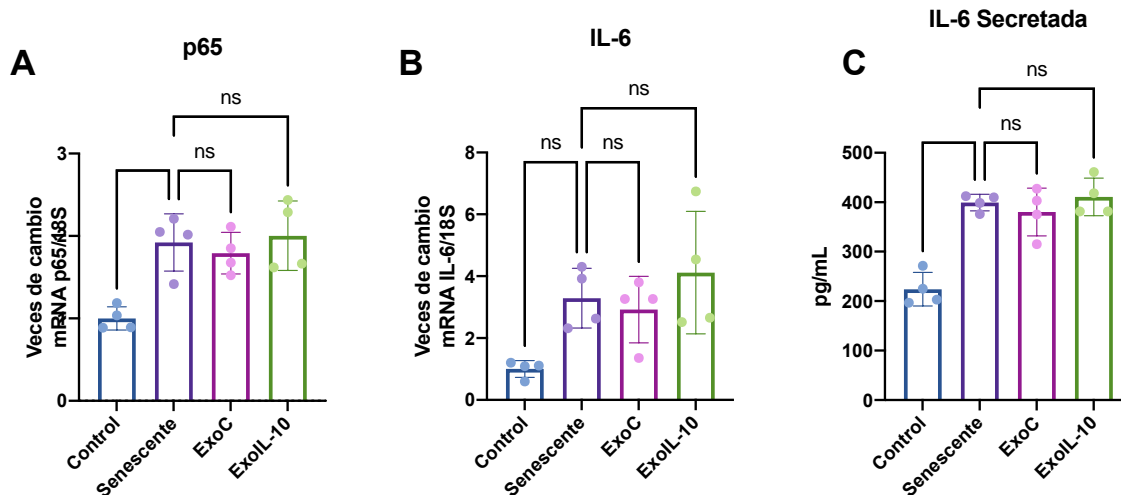 A
p65
ns
ns
Veces de cambio
mRNA p65/18S
3
2
1
0
Control
Senescente
ExoC
ExoIL-10
B
IL-6
ns
ns
ns
Veces de cambio
mRNA IL-6/18S
8
6
4
2
0
Control
Senescente
ExoC
ExoIL-10
C
IL-6 Secretada
ns
ns
pg/mL
500
400
300
200
100
0
Control
Senescente
ExoC
ExoIL-10